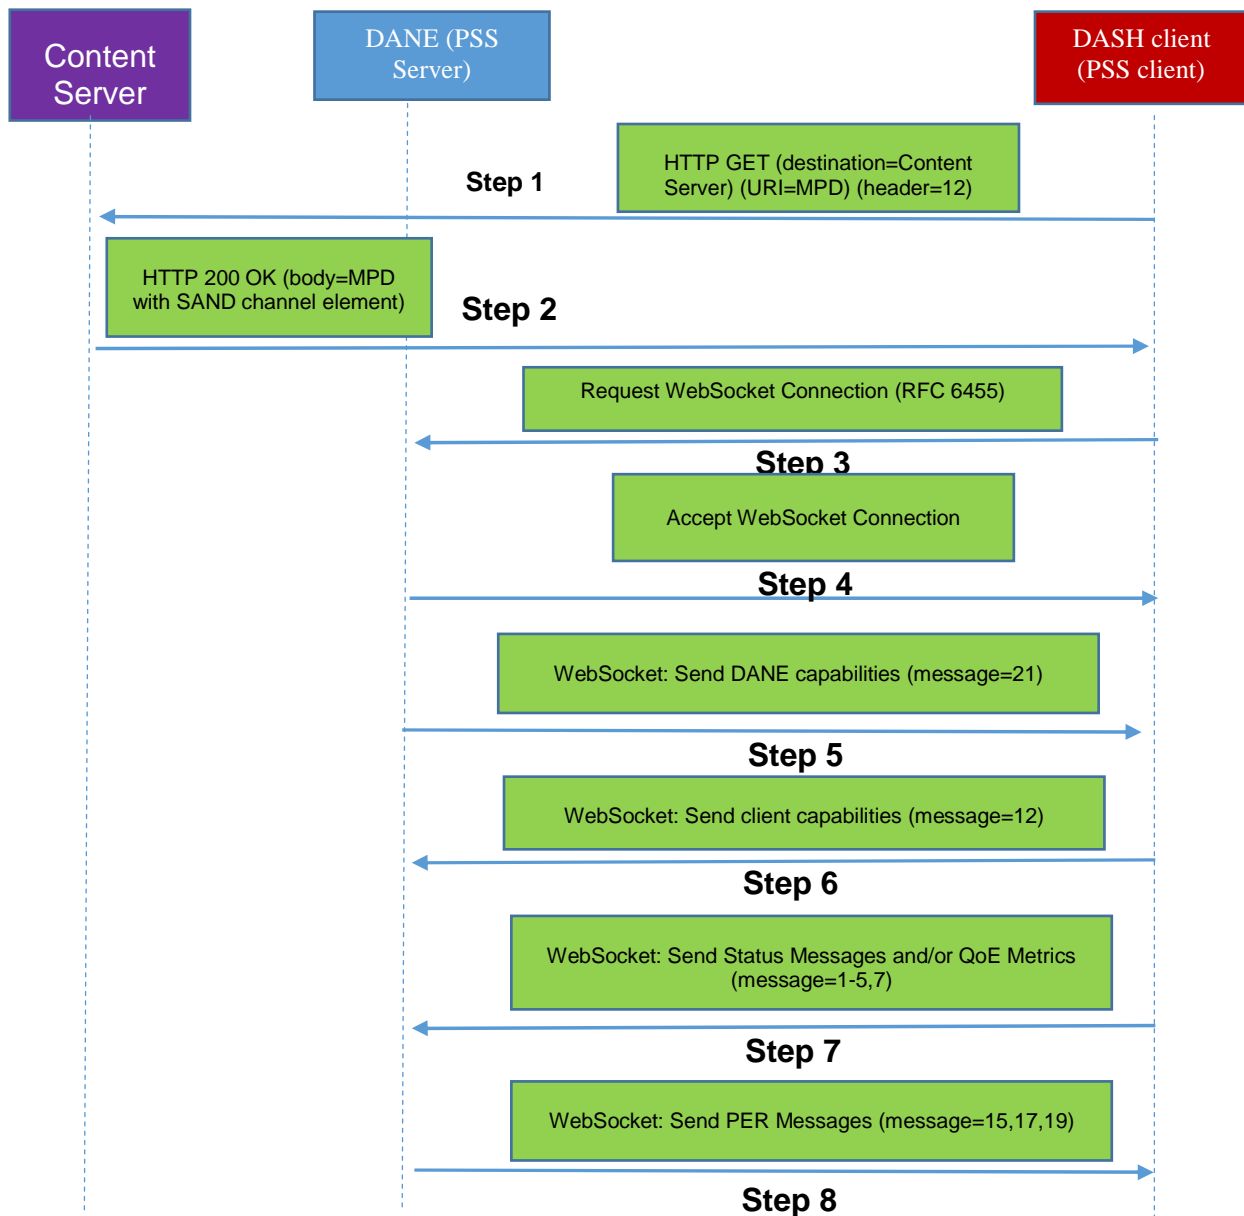 Content
Server
DANE (PSS
Server)
DASH client
(PSS client)
HTTP GET (destination=Content
Server) (URI=MPD) (header=12)
Step 1
HTTP 200 OK (body=MPD
with SAND channel element)
Step 2
Request WebSocket Connection (RFC 6455)
Step 3
Accept WebSocket Connection
Step 4
WebSocket: Send DANE capabilities (message=21)
Step 5
WebSocket: Send client capabilities (message=12)
Step 6
WebSocket: Send Status Messages and/or QoE Metrics
(message=1-5,7)
Step 7
WebSocket: Send PER Messages (message=15,17,19)
Step 8